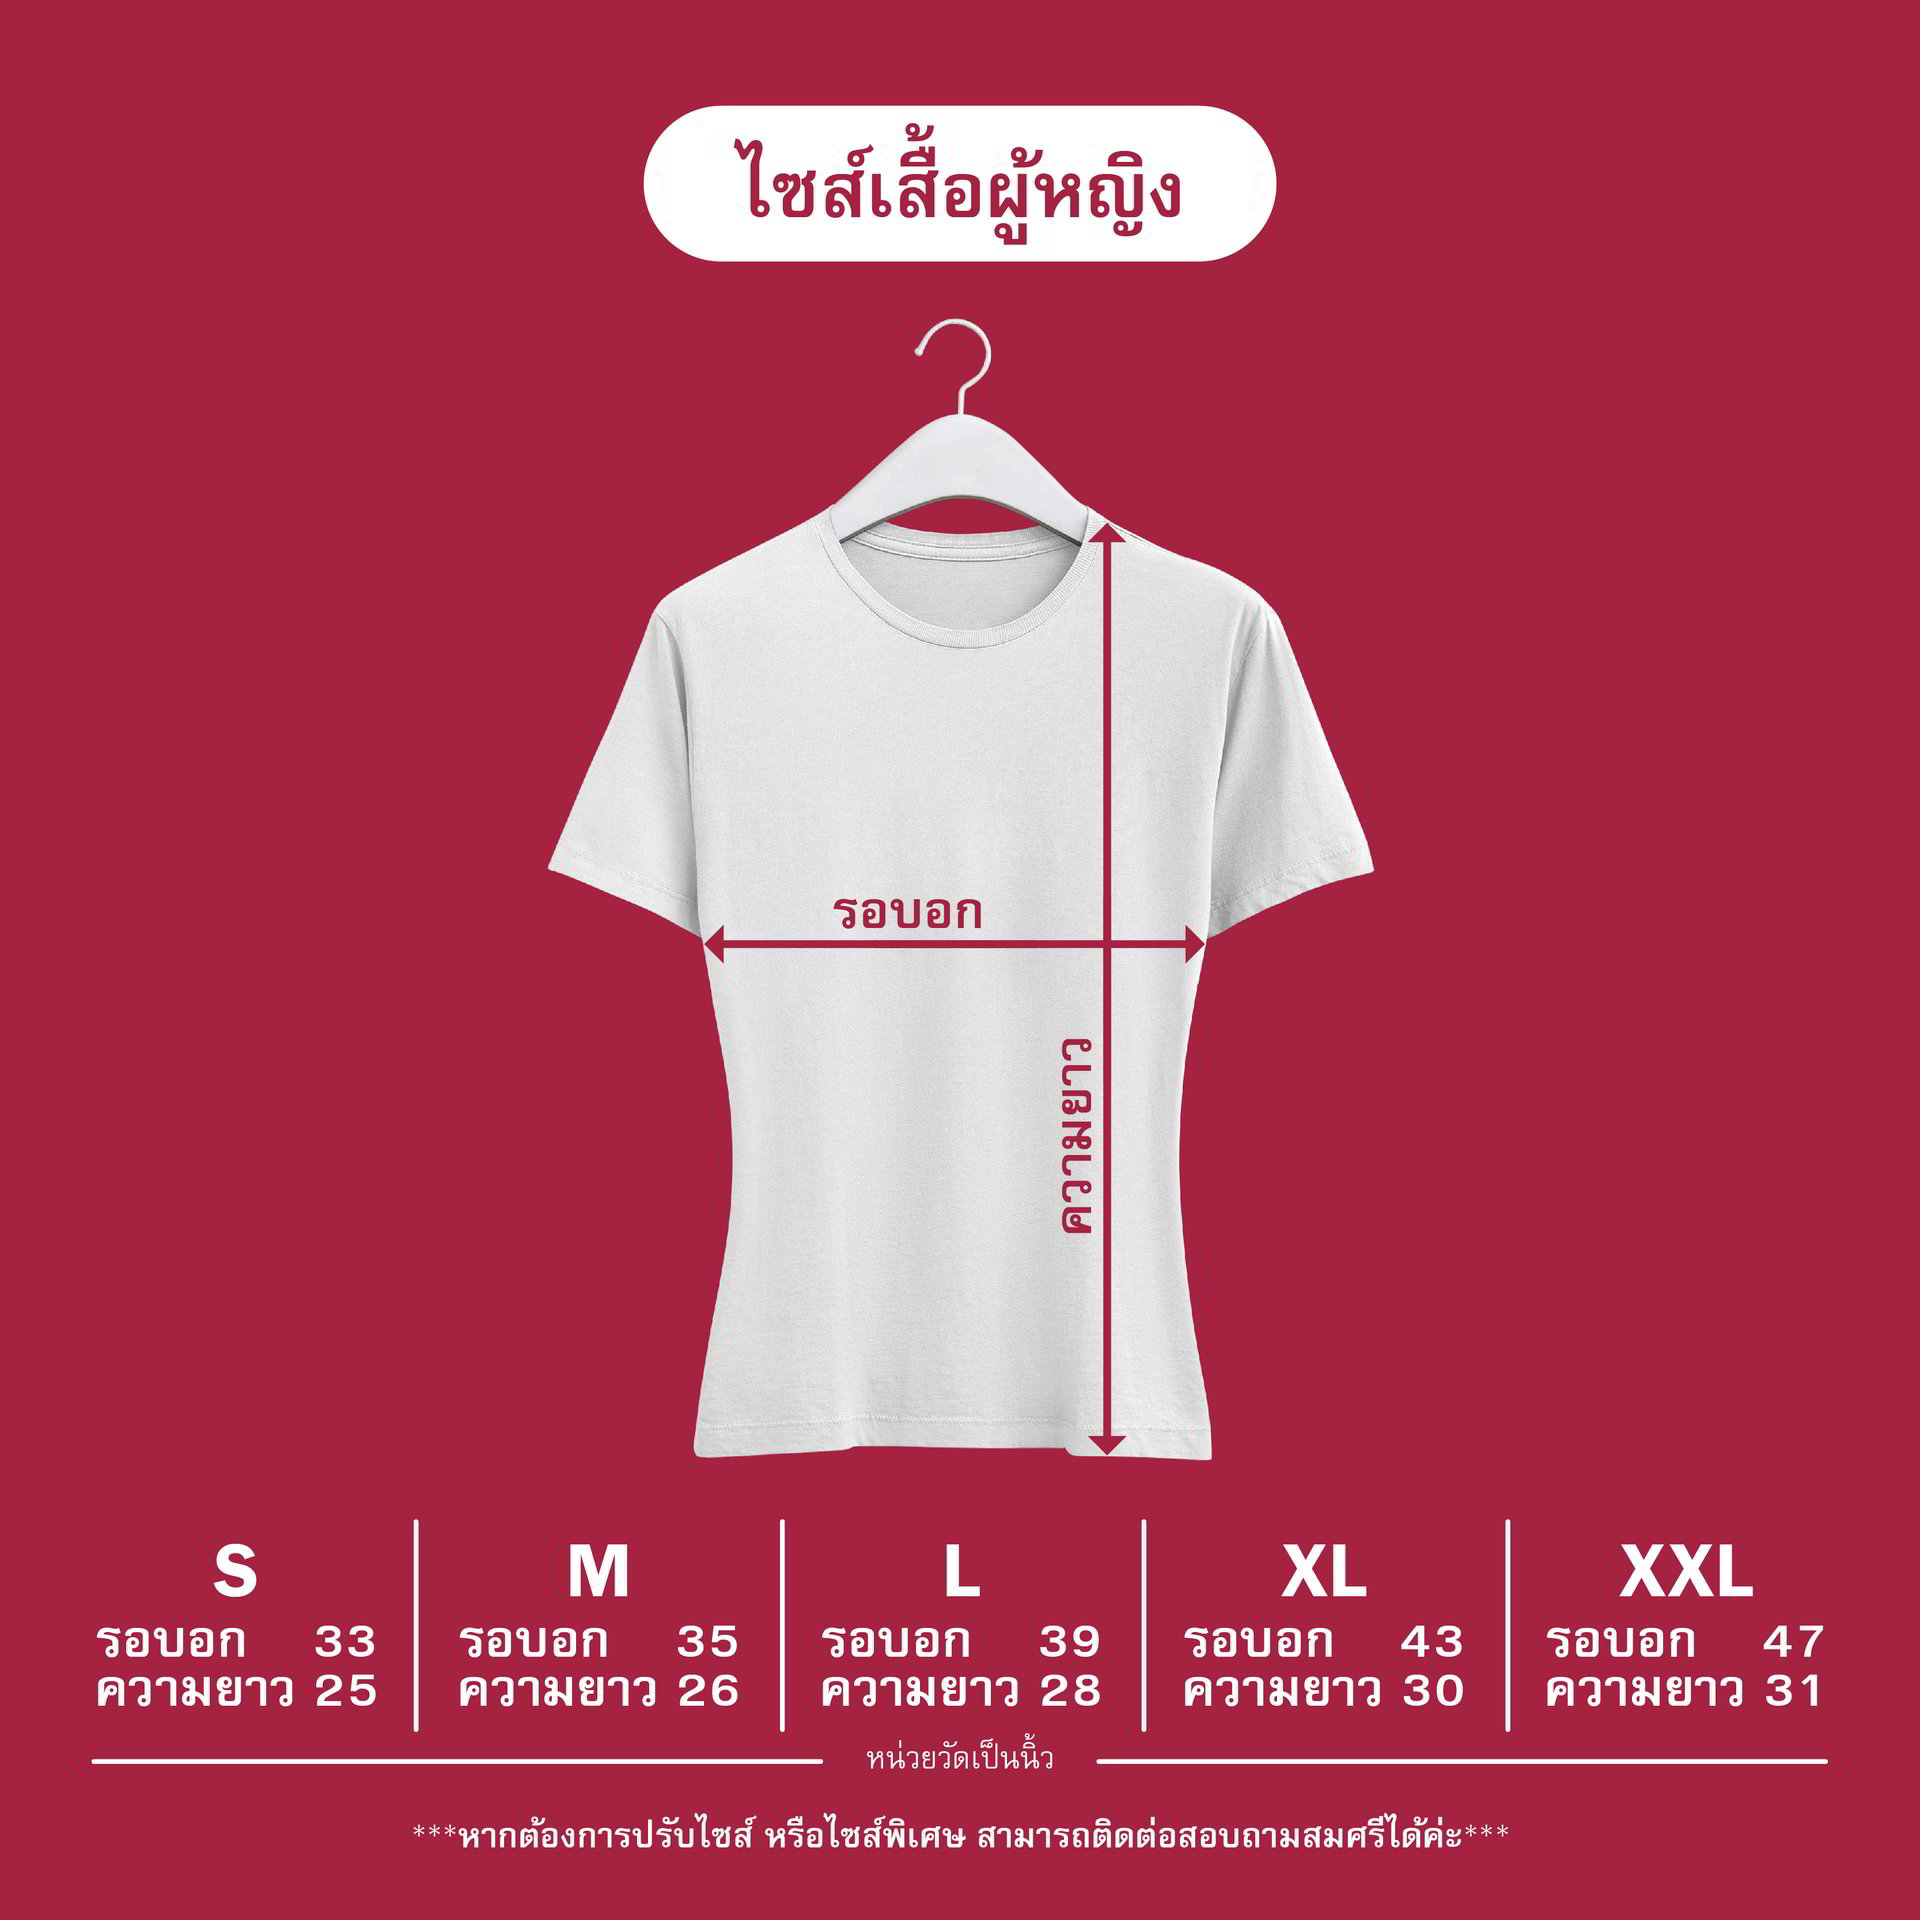 ไซส์เสื้อผู้หญิง
รอบอก
ความยาว
S
รอบอก 33
ความยาว 25
M
รอบอก 35
ความยาว 26
L
รอบอก 39
ความยาว 28
XL
รอบอก 43
ความยาว 30
XXL
รอบอก 47
ความยาว 31
หน่วยวัดเป็นนิ้ว
***หากต้องการปรับไซส์ หรือไซส์พิเศษ สามารถติดต่อสอบถามสมศรีได้ค่ะ***